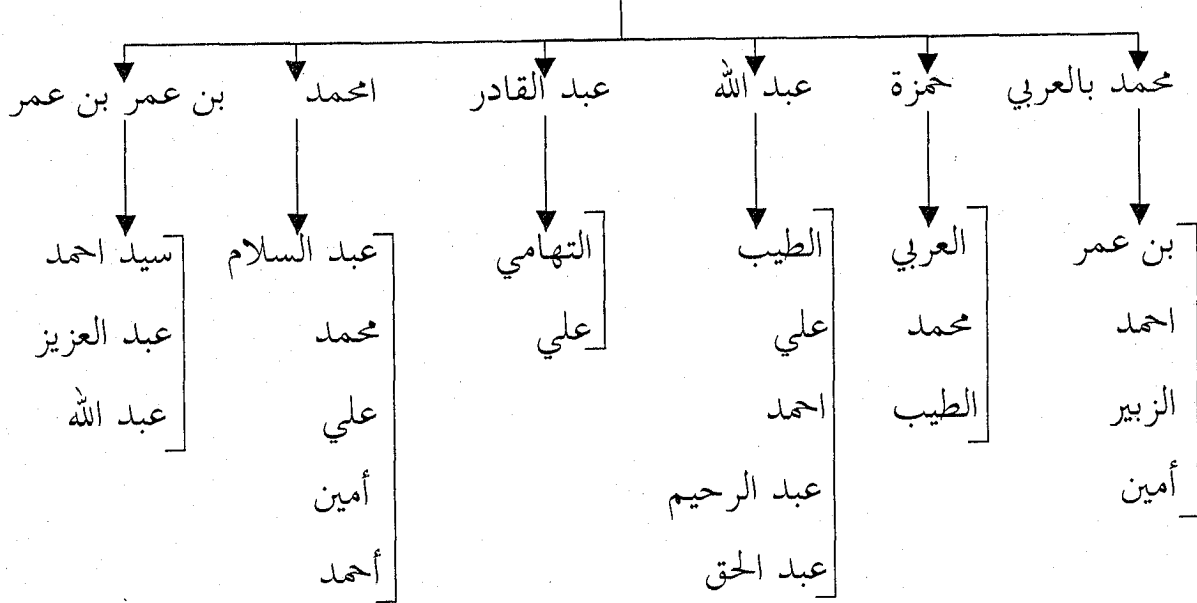 محمد بالعربي حمزة عبد الله عبد القادر امحمد بن عمر بن عمر
بن عمر العربي الطيب التهامي عبد السلام سيد احمد
احمد محمد علي علي محمد عبد العزيز
الزبير الطيب احمد علي عبد الله
أمين عبد الرحيم أمين
عبد الحق أحمد